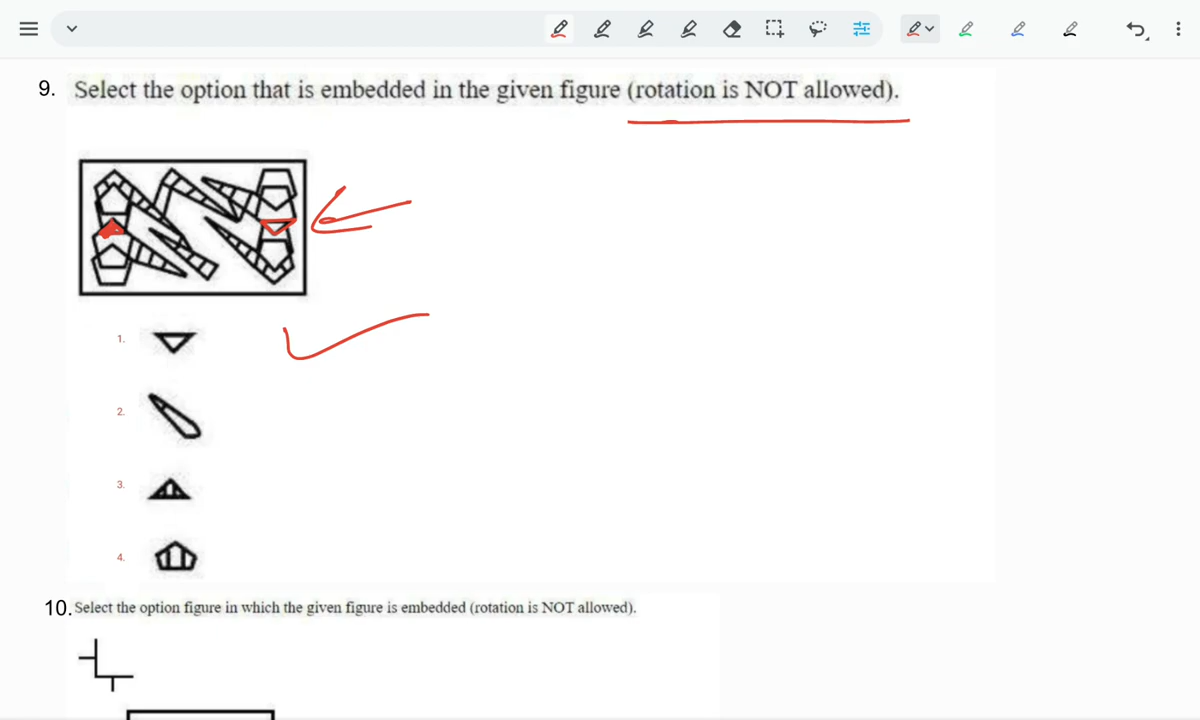 9. Select the option that is embedded in the given figure (rotation is NOT allowed).
1.
2.
3.
4.
10. Select the option figure in which the given figure is embedded (rotation is NOT allowed).